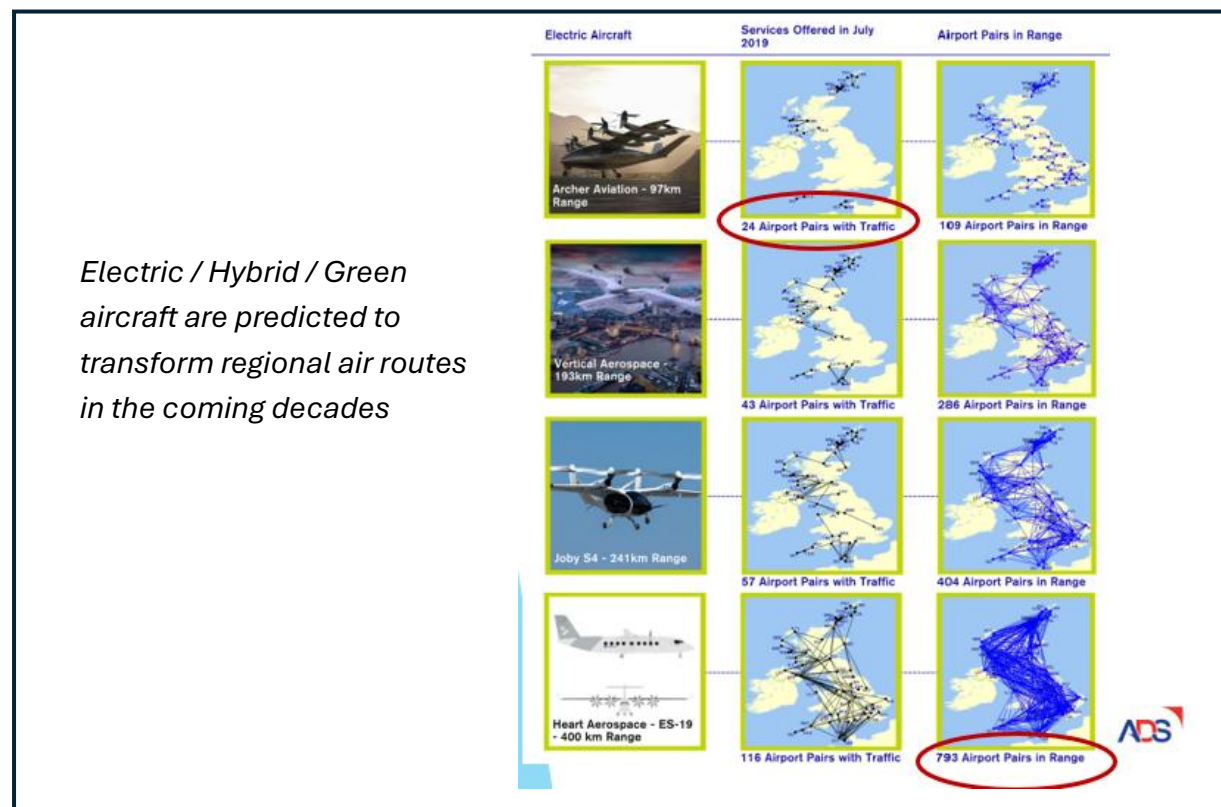 Electric / Hybrid / Green
aircraft are predicted to
transform regional air routes
in the coming decades
Electric Aircraft
Services Offered in July
2019
Airport Pairs in Range
Archer Aviation - 97km
Range
24 Airport Pairs with Traffic
109 Airport Pairs in Range
Vertical Aerospace -
193km Range
43 Airport Pairs with Traffic
286 Airport Pairs in Range
Joby S4 - 241km Range
57 Airport Pairs with Traffic
404 Airport Pairs in Range
Heart Aerospace - ES-19
- 400 km Range
116 Airport Pairs with Traffic
793 Airport Pairs in Range
ADS